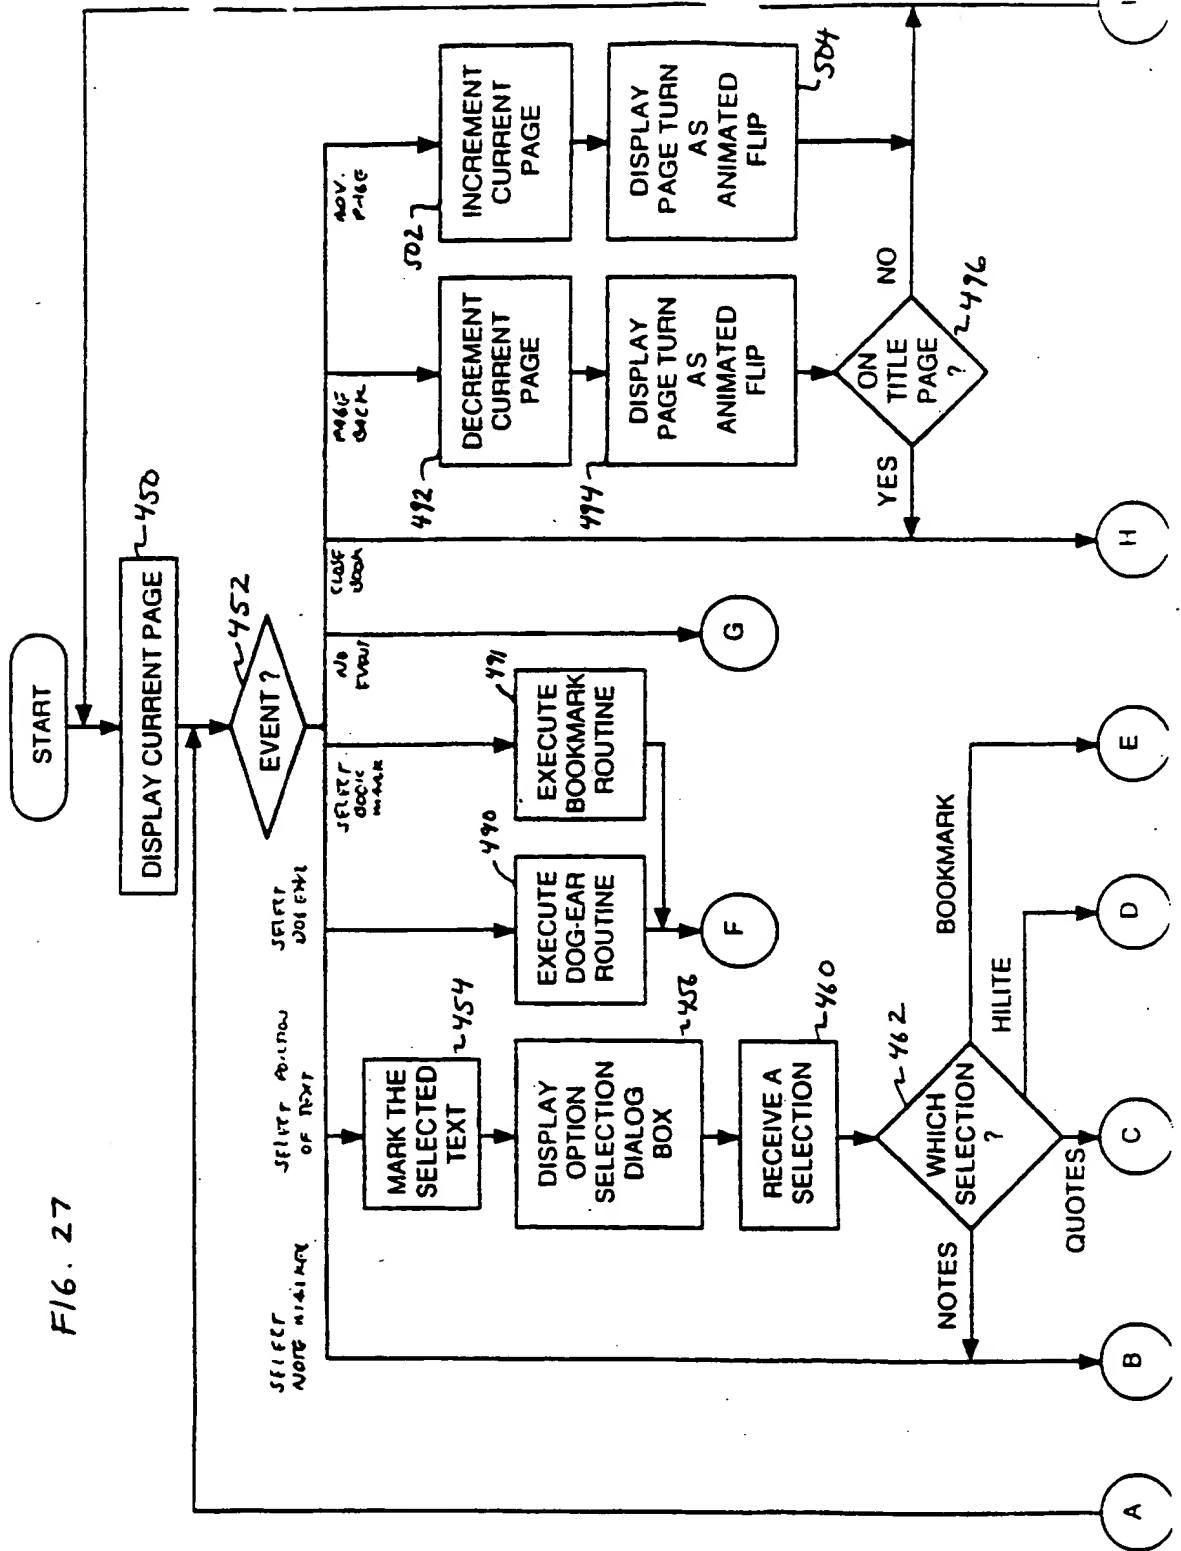 FIG. 27
START
DISPLAY CURRENT PAGE
450
EVENT?
452
SELECT
NOTE MARKER
SELECT PORTION
OF TEXT
SELECT
DOG EAR
SELECT
BOOK
MARK
NO
EVENT
CLOSE
BOOK
PAGE
BACK
ADV.
PAGE
MARK THE
SELECTED
TEXT
454
DISPLAY
OPTION
SELECTION
DIALOG
BOX
456
RECEIVE A
SELECTION
460
WHICH
SELECTION
?
462
NOTES
QUOTES
HILITE
BOOKMARK
EXECUTE
DOG-EAR
ROUTINE
490
EXECUTE
BOOKMARK
ROUTINE
491
DECREMENT
CURRENT
PAGE
492
DISPLAY
PAGE TURN
AS
ANIMATED
FLIP
494
ON
TITLE
PAGE
?
496
YES
NO
INCREMENT
CURRENT
PAGE
502
DISPLAY
PAGE TURN
AS
ANIMATED
FLIP
504
F
G
A
B
C
D
E
H
I